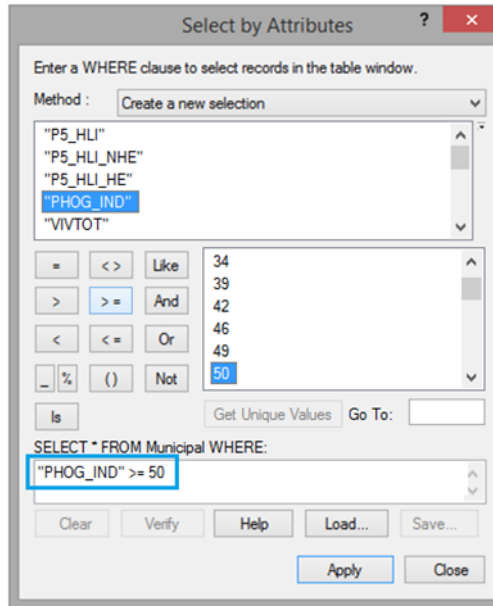 Select by Attributes
?
×
Enter a WHERE clause to select records in the table window.
Method : Create a new selection
"P5_HLI"
"P5_HLI_NHE"
"P5_HLI_HE"
"PHOG_IND"
"VIVTOT"
= <> Like
> >= And
< <= Or
_ % () Not
Is
34
39
42
46
49
50
Get Unique Values Go To:
SELECT * FROM Municipal WHERE:
"PHOG_IND" >= 50
Clear Verify Help Load... Save...
Apply Close